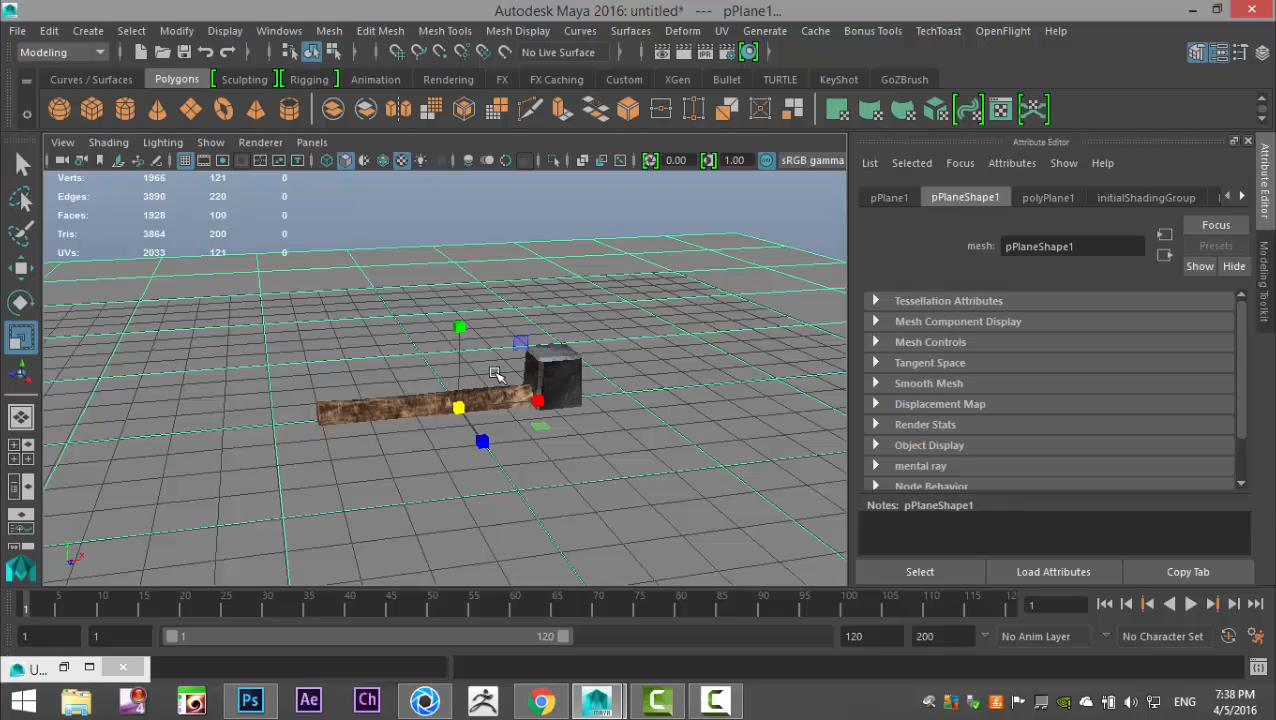 Autodesk Maya 2016: untitled* --- pPlane1...
File Edit Create Select Modify Display Windows Mesh Edit Mesh Mesh Tools Mesh Display Curves Surfaces Deform UV Generate Cache Bonus Tools TechToast OpenFlight Help
Modeling No Live Surface
Curves / Surfaces Polygons Sculpting Rigging Animation Rendering FX FX Caching Custom XGen Bullet TURTLE KeyShot GoZBrush
View Shading Lighting Show Renderer Panels
0.00 1.00 sRGB gamma
Verts: 1966 121 0
Edges: 3890 220 0
Faces: 1928 100 0
Tris: 3864 200 0
UVs: 2033 121 0
Attribute Editor
List Selected Focus Attributes Show Help
pPlane1 pPlaneShape1 polyPlane1 initialShadingGroup
Focus
mesh: pPlaneShape1
Presets
Show Hide
Tessellation Attributes
Mesh Component Display
Mesh Controls
Tangent Space
Smooth Mesh
Displacement Map
Render Stats
Object Display
mental ray
Node Behavior
Notes: pPlaneShape1
Select Load Attributes Copy Tab
Attribute Editor
Modeling Toolkit
y x
1 5 10 15 20 25 30 35 40 45 50 55 60 65 70 75 80 85 90 95 100 105 110 115 1
1 1 1 120 120 200 No Anim Layer No Character Set
U...
Ps Ae Ch MAYA C C
ENG
7:38 PM
4/5/2016